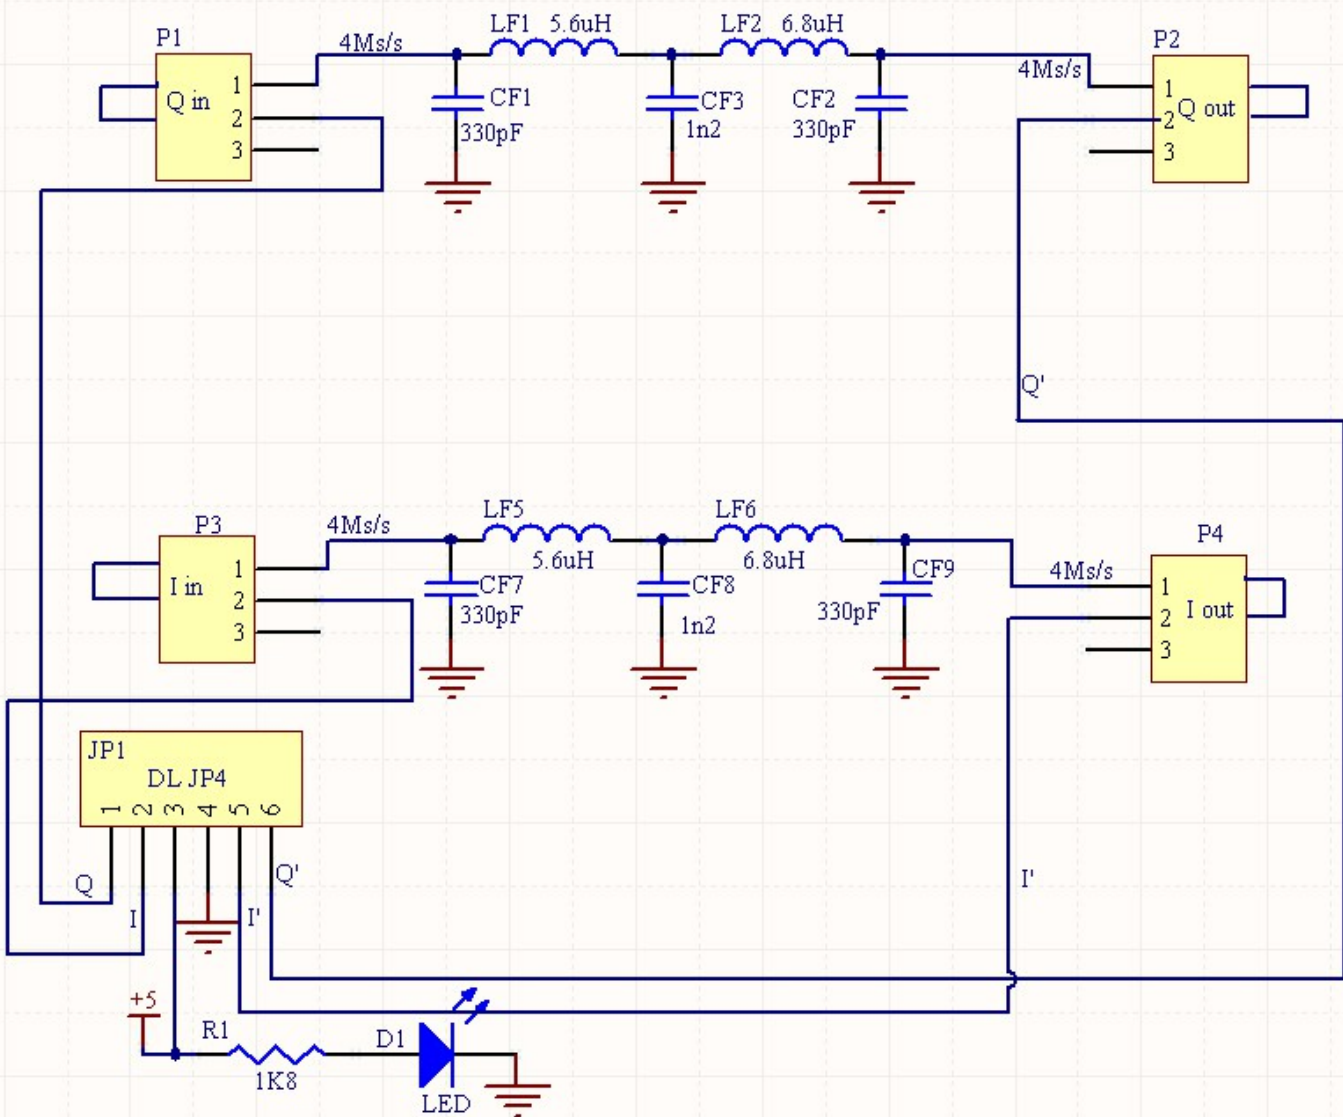 LF1 5.6uH
LF2 6.8uH
P1
4Ms/s
P2
4Ms/s
Q in
1
2
3
CF1
330pF
CF3
1n2
CF2
330pF
1
2
3
Q out
Q'
P3
4Ms/s
LF5
5.6uH
LF6
6.8uH
P4
I in
1
2
3
CF7
330pF
CF8
1n2
CF9
330pF
4Ms/s
1
2
3
I out
JP1
DL JP4
1 2 3 4 5 6
Q
I
I'
Q'
I'
+5
R1
1K8
D1
LED